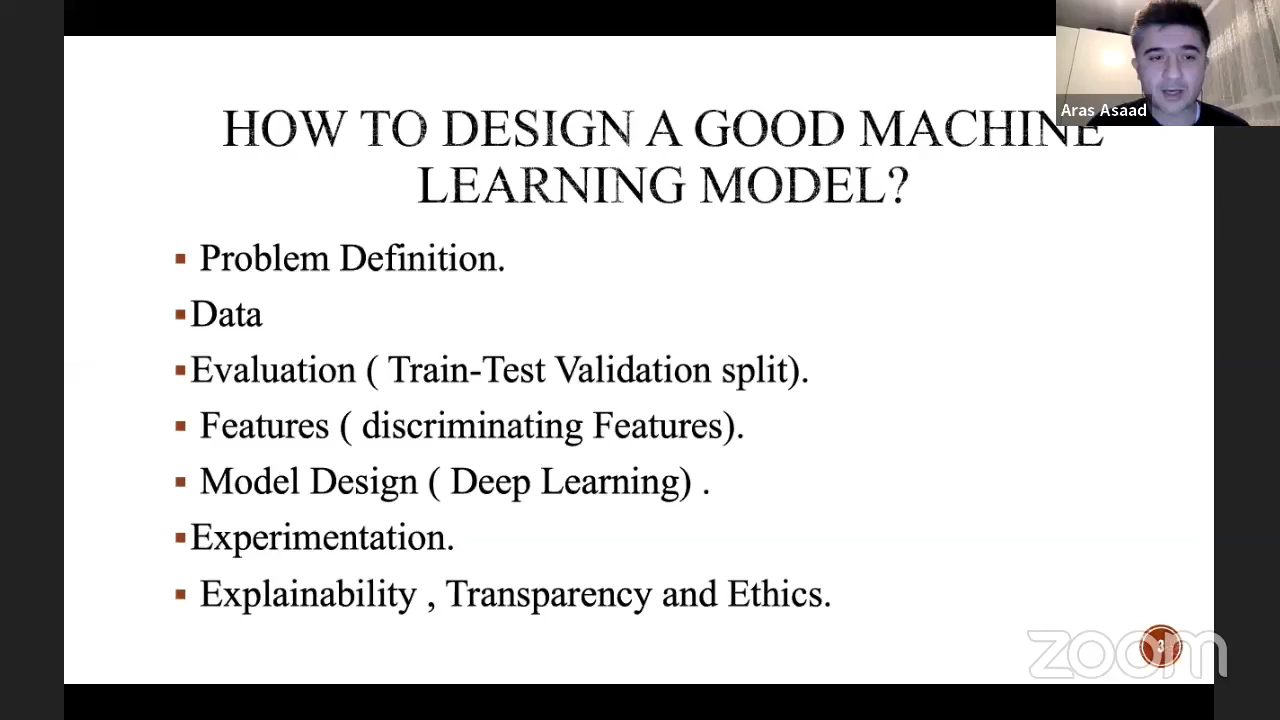 Aras Asaad
HOW TO DESIGN A GOOD MACHINE
LEARNING MODEL?
▪ Problem Definition.
▪Data
▪Evaluation ( Train-Test Validation split).
▪ Features ( discriminating Features).
▪ Model Design ( Deep Learning) .
▪Experimentation.
▪ Explainability , Transparency and Ethics.
3
zoom